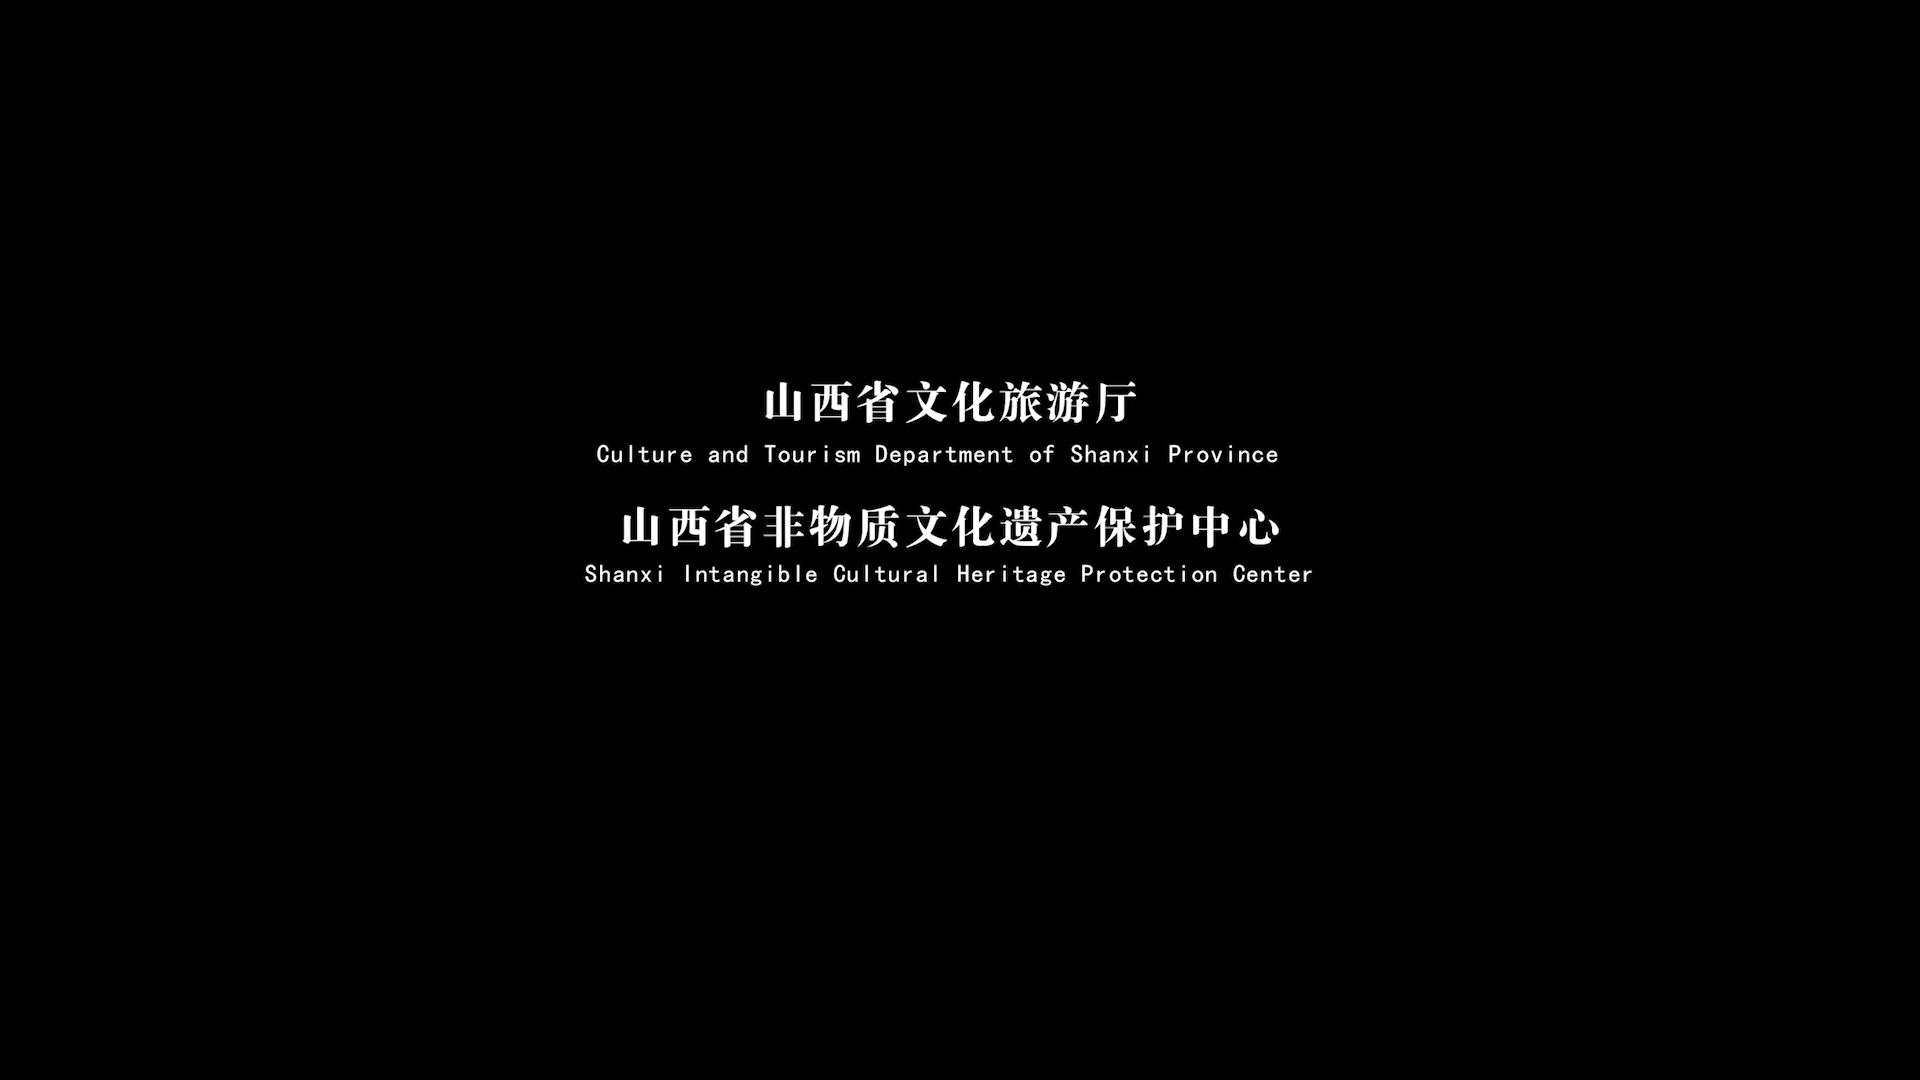 山西省文化旅游厅
Culture and Tourism Department of Shanxi Province
山西省非物质文化遗产保护中心
Shanxi Intangible Cultural Heritage Protection Center